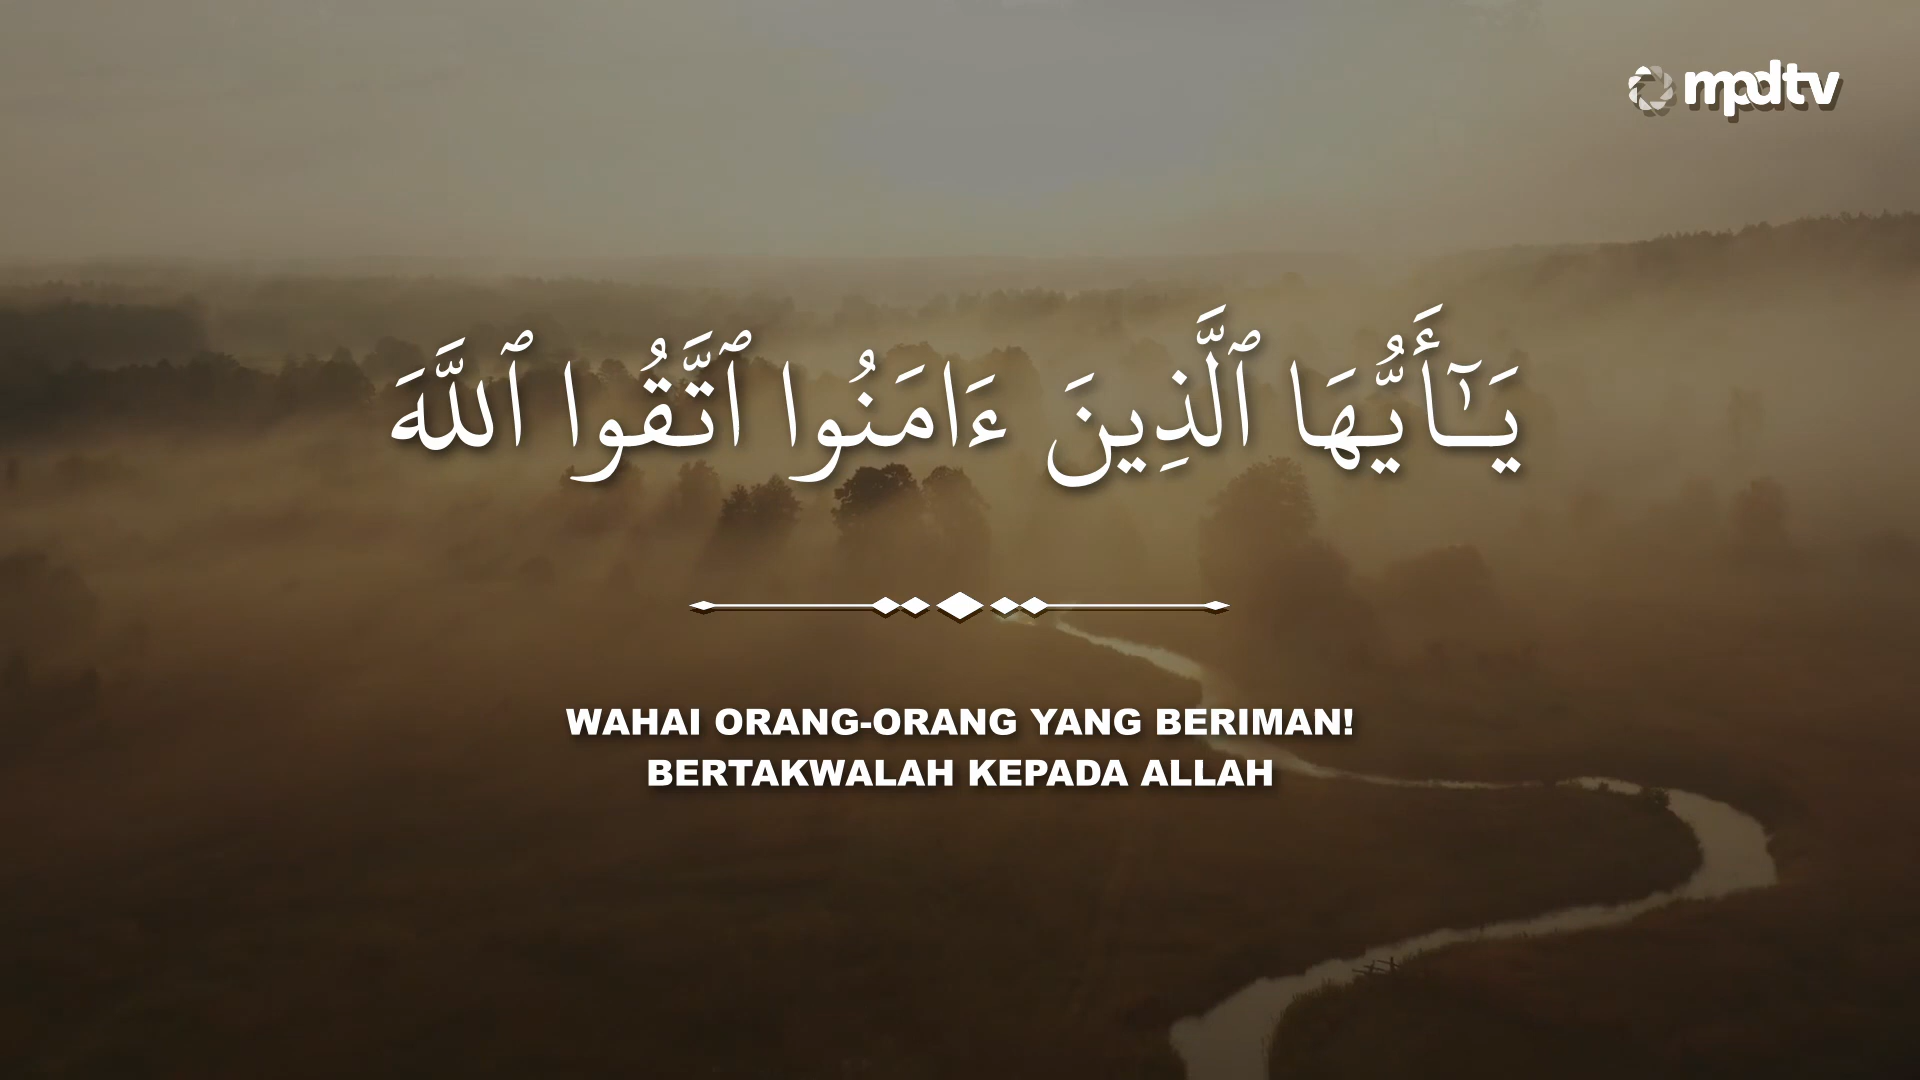 mpdtv
يَـٰٓأَيُّهَا ٱلَّذِينَ ءَامَنُوا ٱتَّقُوا ٱللَّهَ
WAHAI ORANG-ORANG YANG BERIMAN!
BERTAKWALAH KEPADA ALLAH